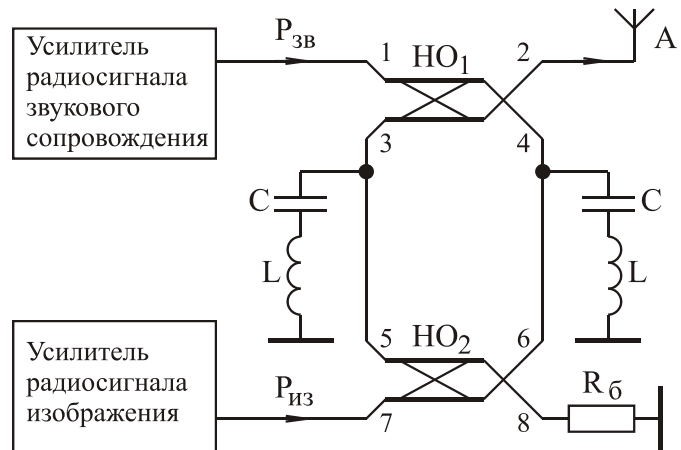 Усилитель
радиосигнала
звукового
сопровождения
Pзв
1
HO1
2
A
3
4
C
C
L
L
Усилитель
радиосигнала
изображения
Pиз
5
HO2
6
7
8
Rб